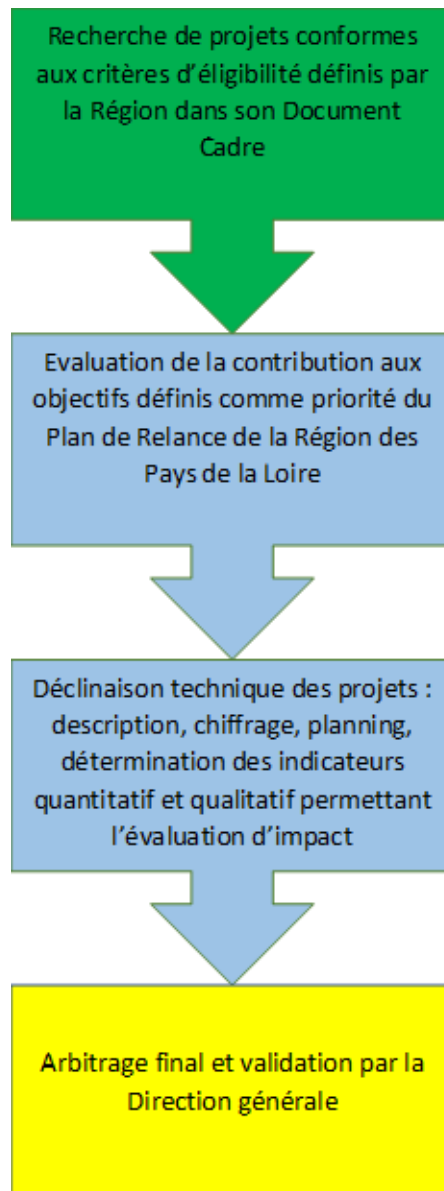 Recherche de projets conformes
aux critères d'éligibilité définis par
la Région dans son Document
Cadre
Evaluation de la contribution aux
objectifs définis comme priorité du
Plan de Relance de la Région des
Pays de la Loire
Déclinaison technique des projets :
description, chiffrage, planning,
détermination des indicateurs
quantitatif et qualitatif permettant
l'évaluation d'impact
Arbitrage final et validation par la
Direction générale